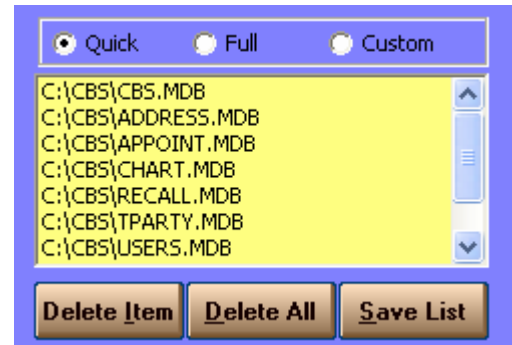 Quick Full Custom
C:\CBS\CBS.MDB
C:\CBS\ADDRESS.MDB
C:\CBS\APPOINT.MDB
C:\CBS\CHART.MDB
C:\CBS\RECALL.MDB
C:\CBS\TPARTY.MDB
C:\CBS\USERS.MDB
Delete Item Delete All Save List